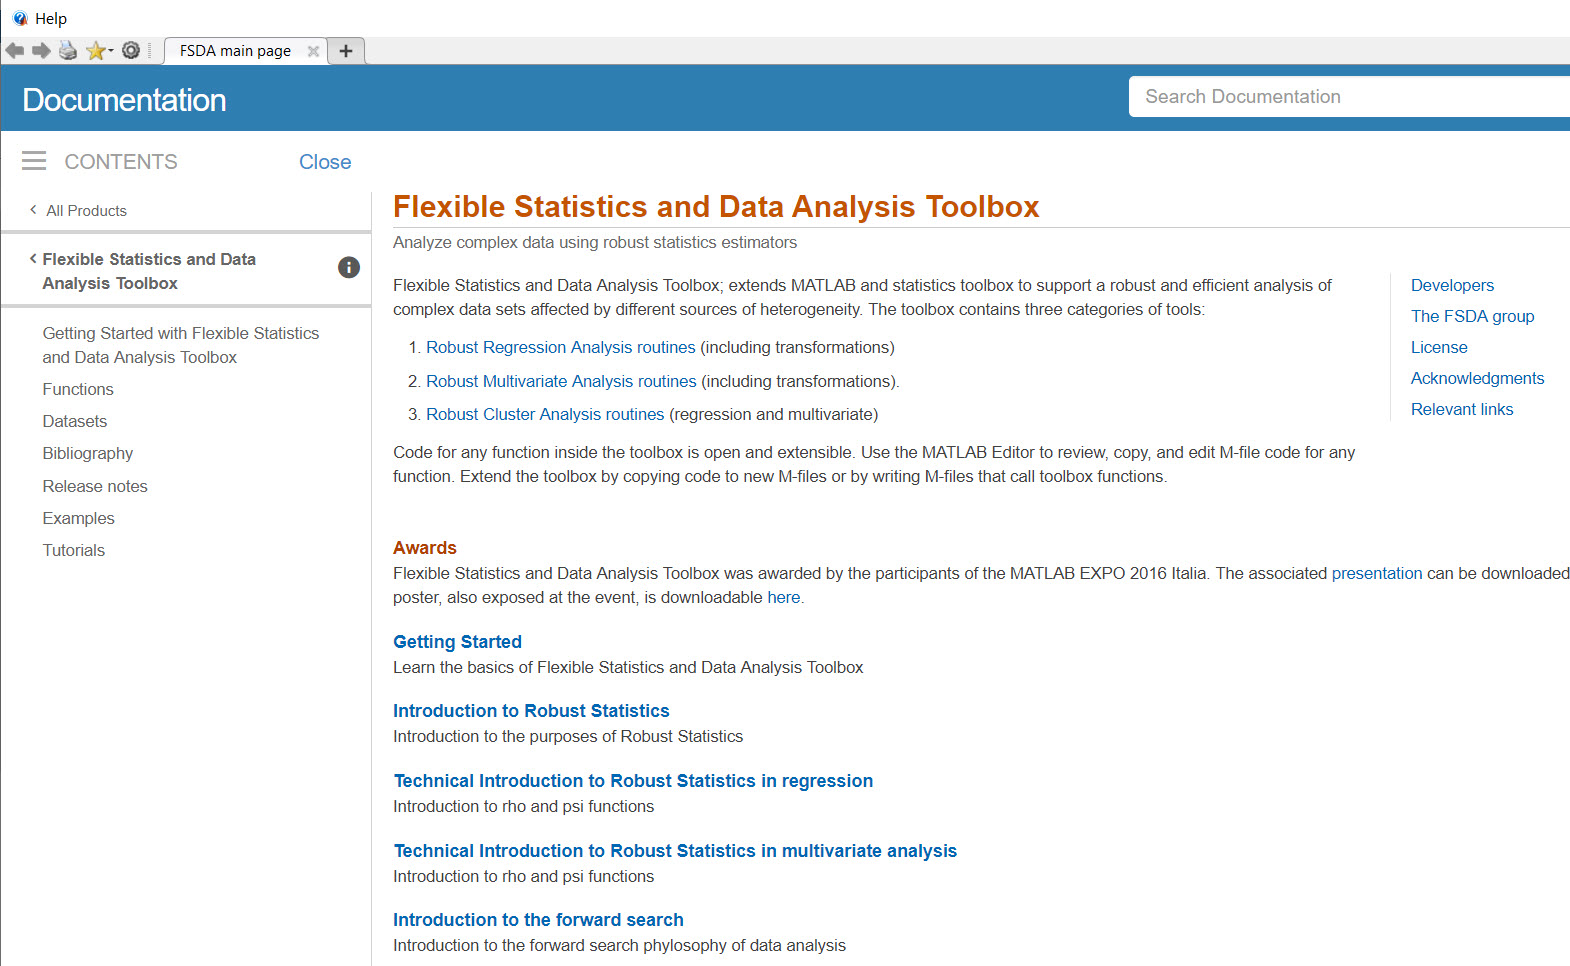 Help
FSDA main page
Documentation
Search Documentation
CONTENTS
Close
All Products
Flexible Statistics and Data
Analysis Toolbox
Getting Started with Flexible Statistics
and Data Analysis Toolbox
Functions
Datasets
Bibliography
Release notes
Examples
Tutorials
Flexible Statistics and Data Analysis Toolbox
Analyze complex data using robust statistics estimators
Flexible Statistics and Data Analysis Toolbox; extends MATLAB and statistics toolbox to support a robust and efficient analysis of
complex data sets affected by different sources of heterogeneity. The toolbox contains three categories of tools:
1. Robust Regression Analysis routines (including transformations)
2. Robust Multivariate Analysis routines (including transformations).
3. Robust Cluster Analysis routines (regression and multivariate)
Code for any function inside the toolbox is open and extensible. Use the MATLAB Editor to review, copy, and edit M-file code for any
function. Extend the toolbox by copying code to new M-files or by writing M-files that call toolbox functions.
Developers
The FSDA group
License
Acknowledgments
Relevant links
Awards
Flexible Statistics and Data Analysis Toolbox was awarded by the participants of the MATLAB EXPO 2016 Italia. The associated presentation can be downloaded
poster, also exposed at the event, is downloadable here.
Getting Started
Learn the basics of Flexible Statistics and Data Analysis Toolbox
Introduction to Robust Statistics
Introduction to the purposes of Robust Statistics
Technical Introduction to Robust Statistics in regression
Introduction to rho and psi functions
Technical Introduction to Robust Statistics in multivariate analysis
Introduction to rho and psi functions
Introduction to the forward search
Introduction to the forward search phylosophy of data analysis